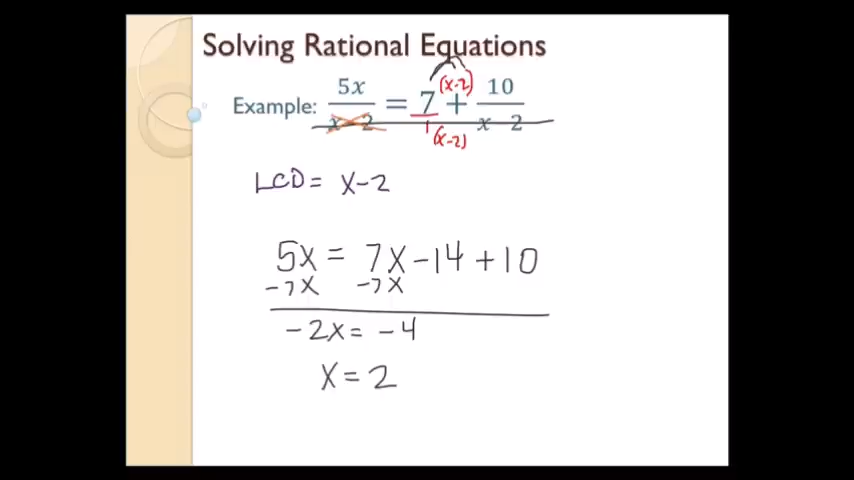 Solving Rational Equations
Example: 5x/(x-2) = 7/1 (x-2)/(x-2) + 10/(x-2)
LCD = x-2
5x = 7x -14 +10
-7x -7x
-2x = -4
x = 2